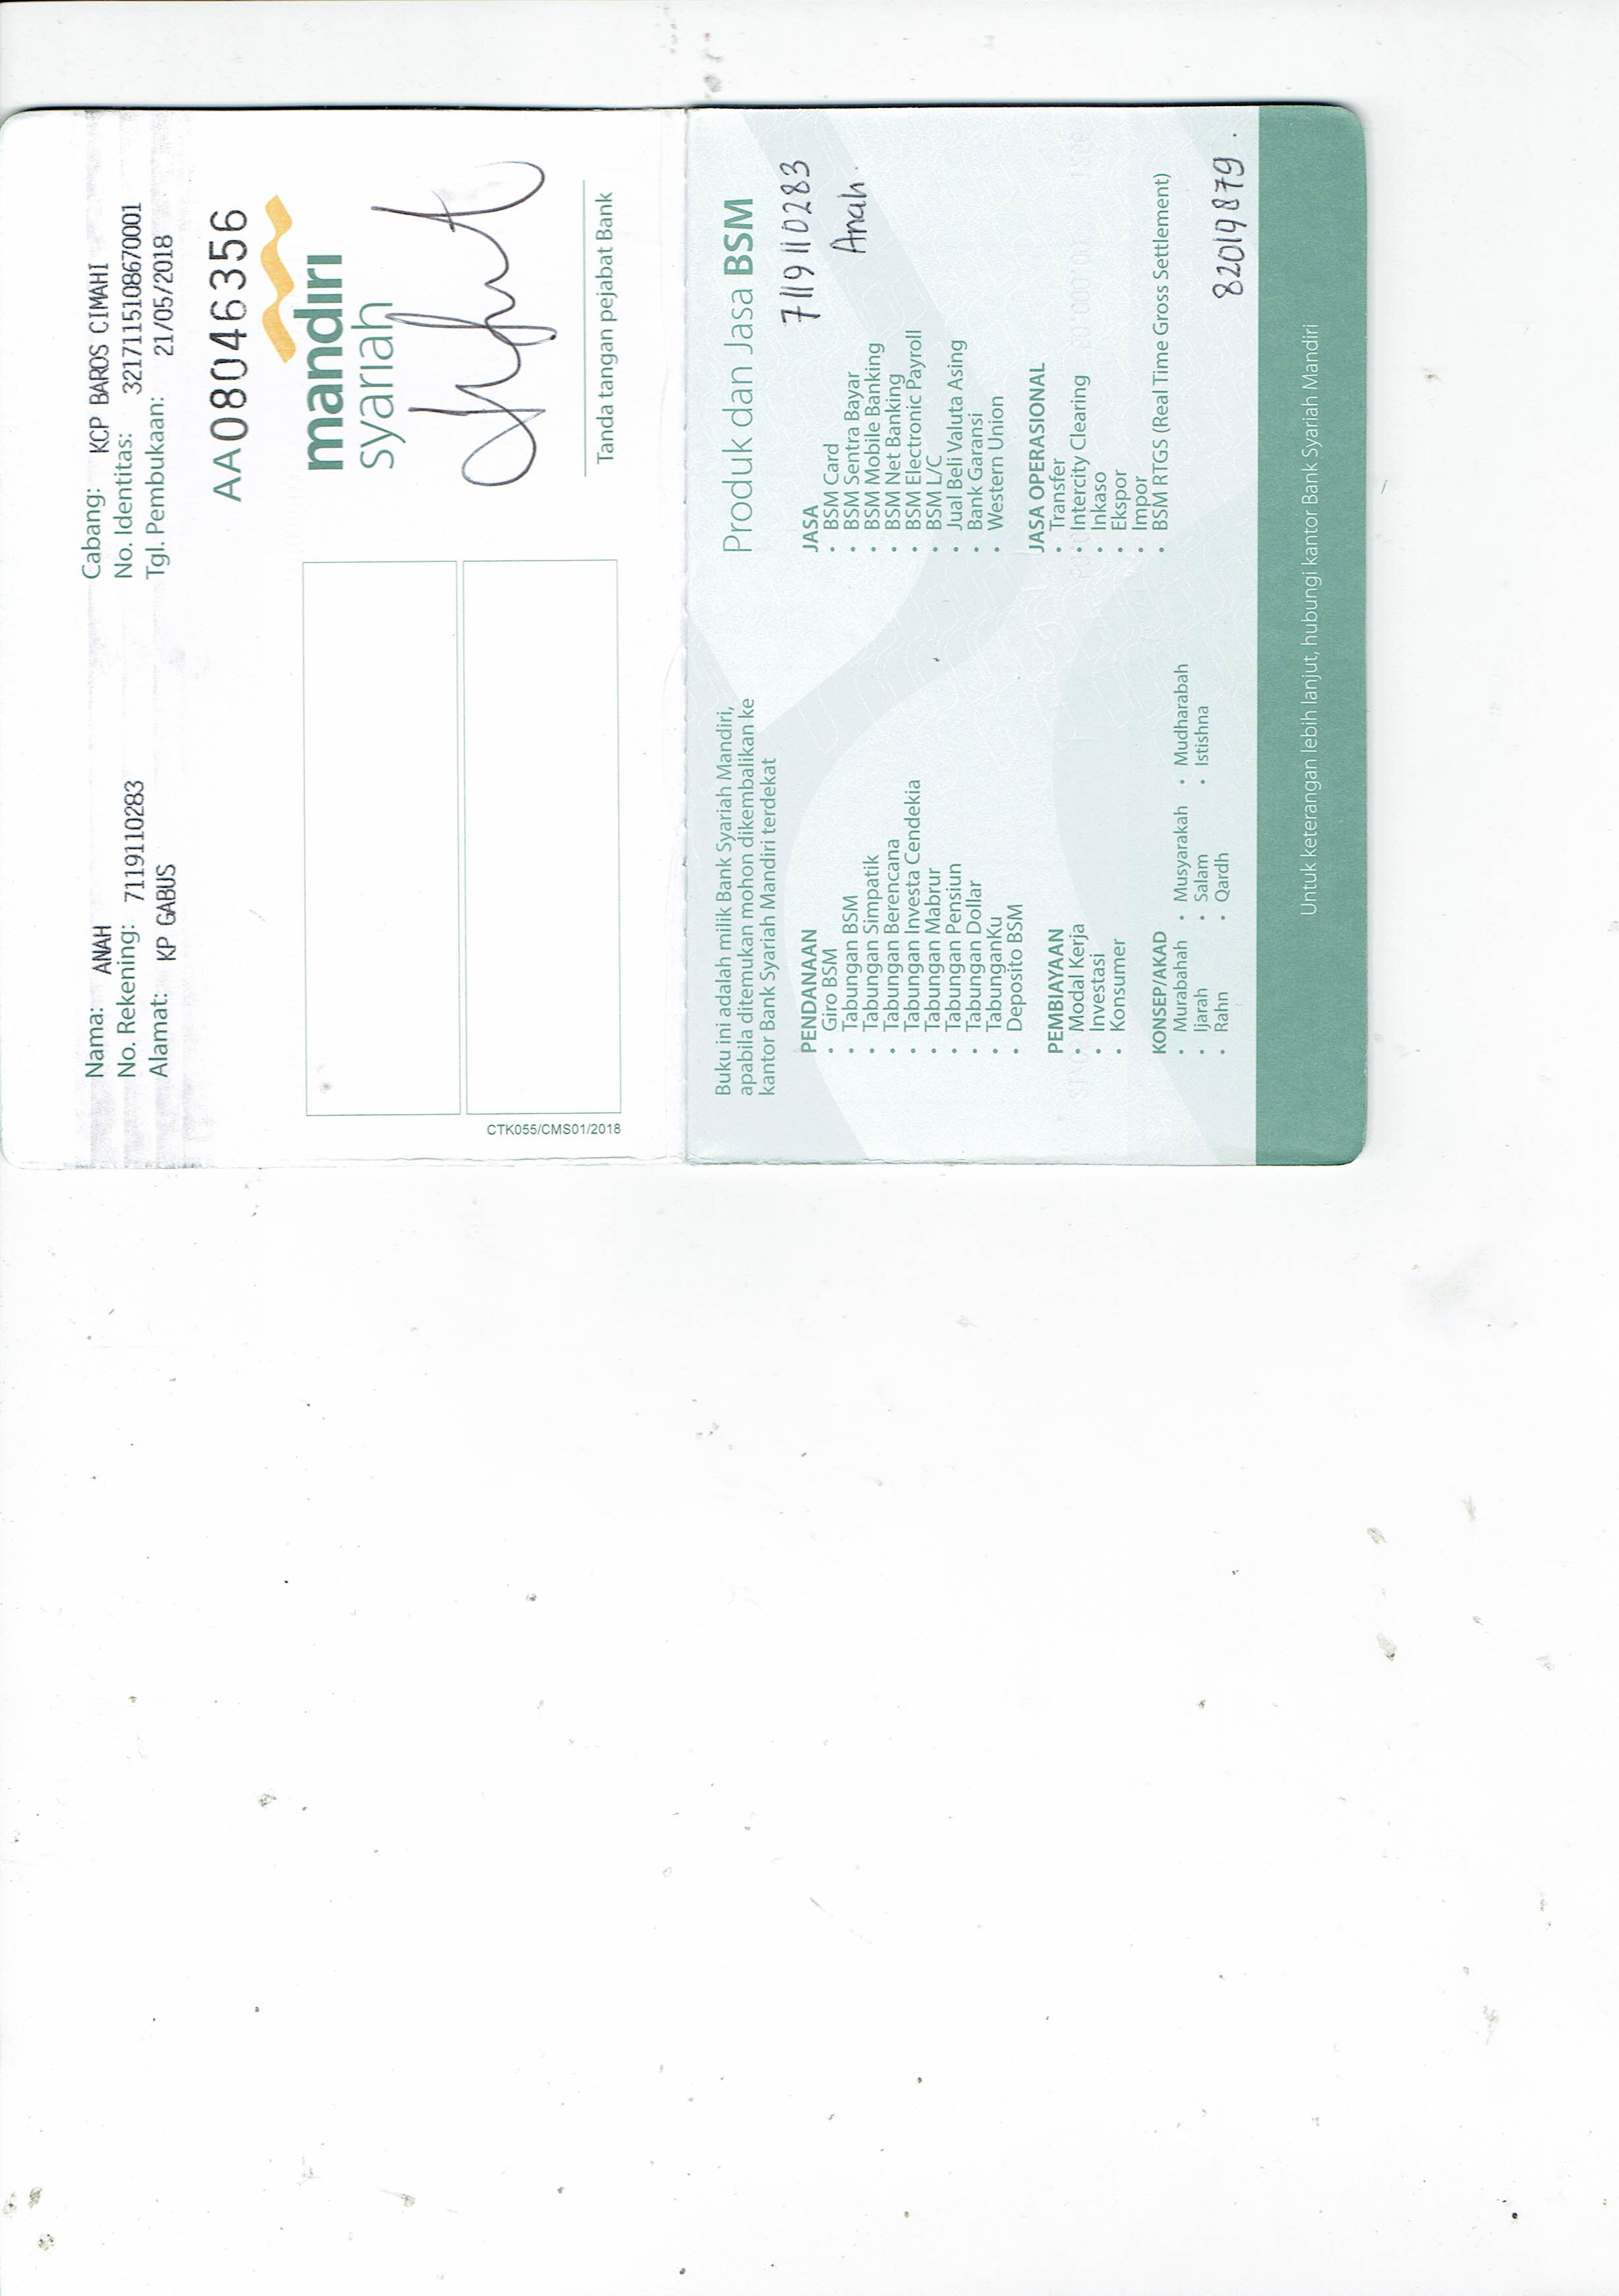 Nama: ANAH
No. Rekening: 7119110283
Alamat: KP GABUS
Cabang: KCP BAROS CIMAHI
No. Identitas: 3217115108670001
Tgl. Pembukaan: 21/05/2018
AA08046356
mandiri
syariah
Tanda tangan pejabat Bank
CTK055/CMS01/2018
Buku ini adalah milik Bank Syariah Mandiri,
apabila ditemukan mohon dikembalikan ke
kantor Bank Syariah Mandiri terdekat
Produk dan Jasa BSM
7119110283
Anah.
PENDANAAN
• Giro BSM
• Tabungan BSM
• Tabungan Simpatik
• Tabungan Berencana
• Tabungan Investa Cendekia
• Tabungan Mabrur
• Tabungan Pensiun
• Tabungan Dollar
• TabunganKu
• Deposito BSM
PEMBIAYAAN
• Modal Kerja
• Investasi
• Konsumer
KONSEP/AKAD
• Murabahah • Musyarakah • Mudharabah
• Ijarah • Salam • Istishna
• Rahn • Qardh
JASA
• BSM Card
• BSM Sentra Bayar
• BSM Mobile Banking
• BSM Net Banking
• BSM Electronic Payroll
• BSM L/C
• Jual Beli Valuta Asing
• Bank Garansi
• Western Union
JASA OPERASIONAL
• Transfer
• Intercity Clearing
• Inkaso
• Ekspor
• Impor
• BSM RTGS (Real Time Gross Settlement)
82019879.
Untuk keterangan lebih lanjut, hubungi kantor Bank Syariah Mandiri